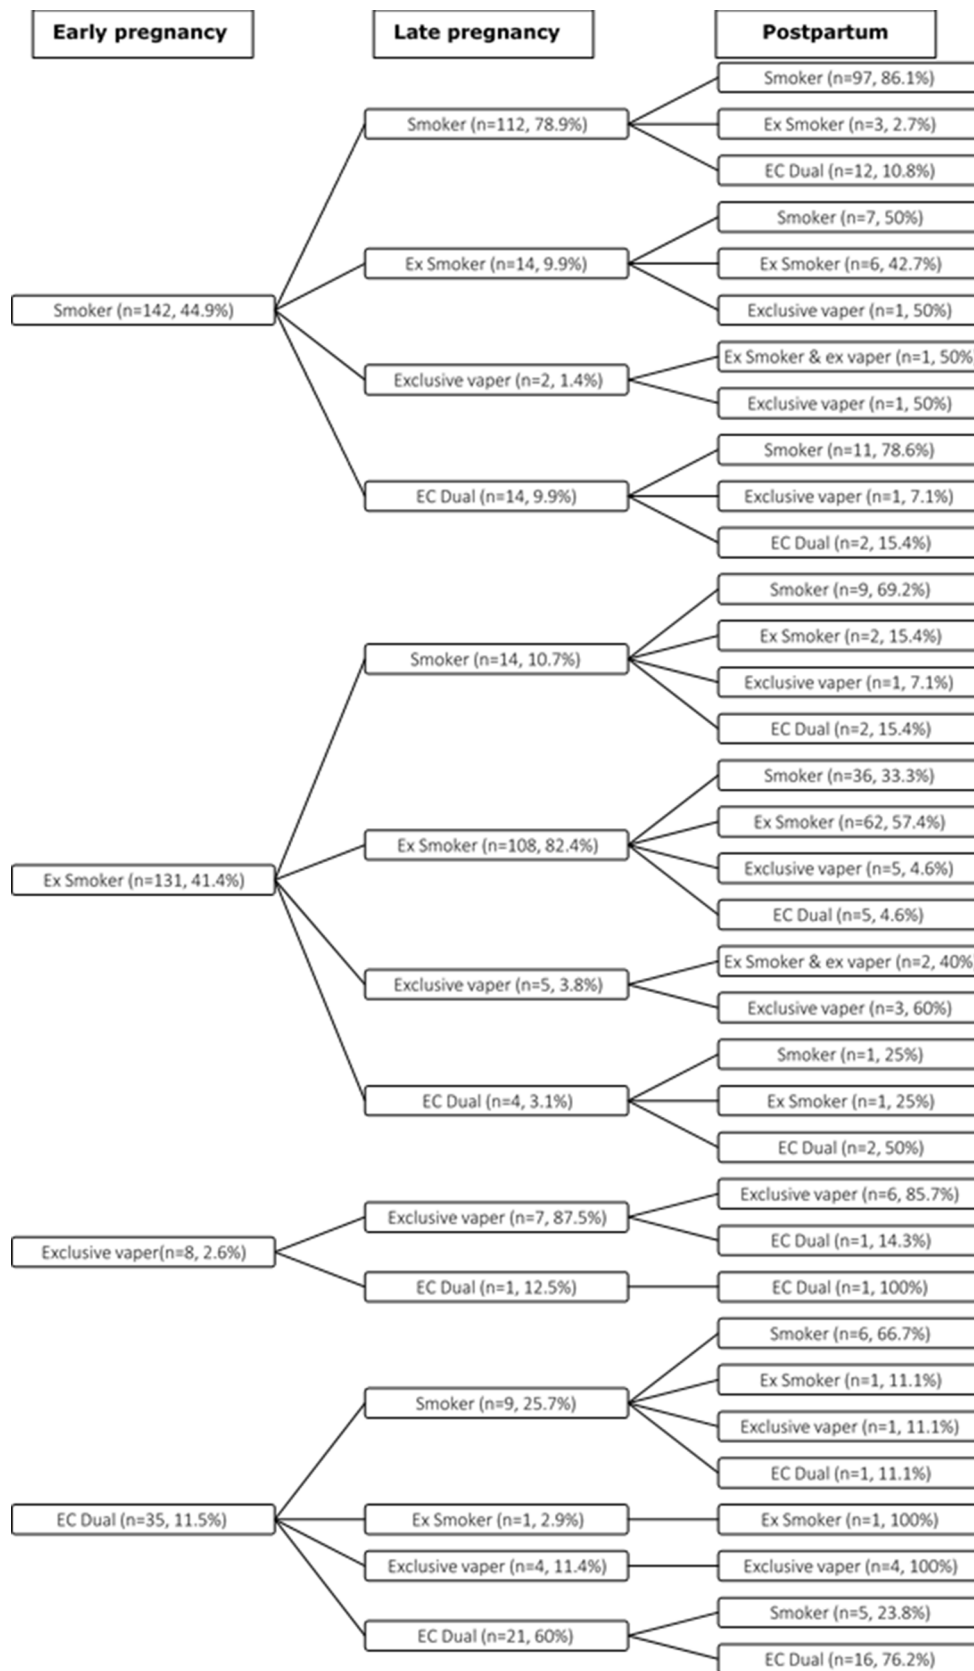 Early pregnancy
Late pregnancy
Postpartum
Smoker (n=142, 44.9%)
Smoker (n=112, 78.9%)
Smoker (n=97, 86.1%)
Ex Smoker (n=3, 2.7%)
EC Dual (n=12, 10.8%)
Ex Smoker (n=14, 9.9%)
Smoker (n=7, 50%)
Ex Smoker (n=6, 42.7%)
Exclusive vaper (n=1, 50%)
Exclusive vaper (n=2, 1.4%)
Ex Smoker & ex vaper (n=1, 50%
Exclusive vaper (n=1, 50%)
EC Dual (n=14, 9.9%)
Smoker (n=11, 78.6%)
Exclusive vaper (n=1, 7.1%)
EC Dual (n=2, 15.4%)
Ex Smoker (n=131, 41.4%)
Smoker (n=14, 10.7%)
Smoker (n=9, 69.2%)
Ex Smoker (n=2, 15.4%)
Exclusive vaper (n=1, 7.1%)
EC Dual (n=2, 15.4%)
Ex Smoker (n=108, 82.4%)
Smoker (n=36, 33.3%)
Ex Smoker (n=62, 57.4%)
Exclusive vaper (n=5, 4.6%)
EC Dual (n=5, 4.6%)
Exclusive vaper (n=5, 3.8%)
Ex Smoker & ex vaper (n=2, 40%
Exclusive vaper (n=3, 60%)
EC Dual (n=4, 3.1%)
Smoker (n=1, 25%)
Ex Smoker (n=1, 25%)
EC Dual (n=2, 50%)
Exclusive vaper(n=8, 2.6%)
Exclusive vaper (n=7, 87.5%)
Exclusive vaper (n=6, 85.7%)
EC Dual (n=1, 14.3%)
EC Dual (n=1, 12.5%)
EC Dual (n=1, 100%)
EC Dual (n=35, 11.5%)
Smoker (n=9, 25.7%)
Smoker (n=6, 66.7%)
Ex Smoker (n=1, 11.1%)
Exclusive vaper (n=1, 11.1%)
EC Dual (n=1, 11.1%)
Ex Smoker (n=1, 2.9%)
Ex Smoker (n=1, 100%)
Exclusive vaper (n=4, 11.4%)
Exclusive vaper (n=4, 100%)
EC Dual (n=21, 60%)
Smoker (n=5, 23.8%)
EC Dual (n=16, 76.2%)